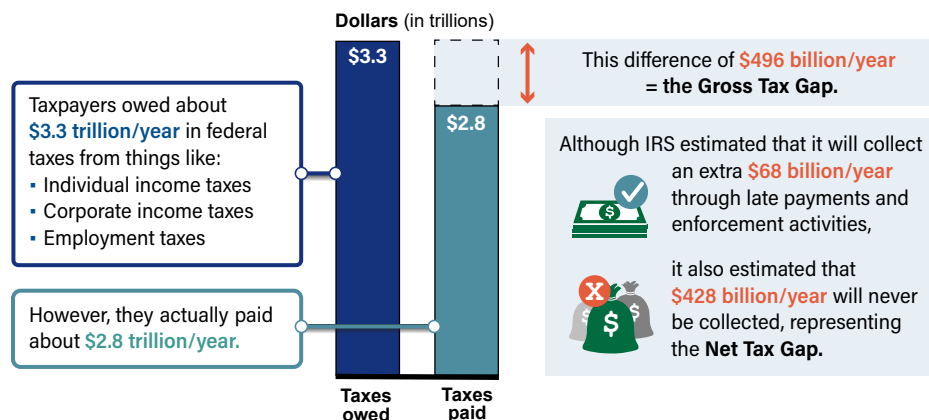 Dollars (in trillions)
Taxpayers owed about
$3.3 trillion/year in federal
taxes from things like:
▪ Individual income taxes
▪ Corporate income taxes
▪ Employment taxes
However, they actually paid
about $2.8 trillion/year.
$3.3
$2.8
Taxes
owed
Taxes
paid
This difference of $496 billion/year
= the Gross Tax Gap.
Although IRS estimated that it will collect
an extra $68 billion/year
through late payments and
enforcement activities,
$
it also estimated that
$428 billion/year will never
be collected, representing
the Net Tax Gap.
X
$ $ $